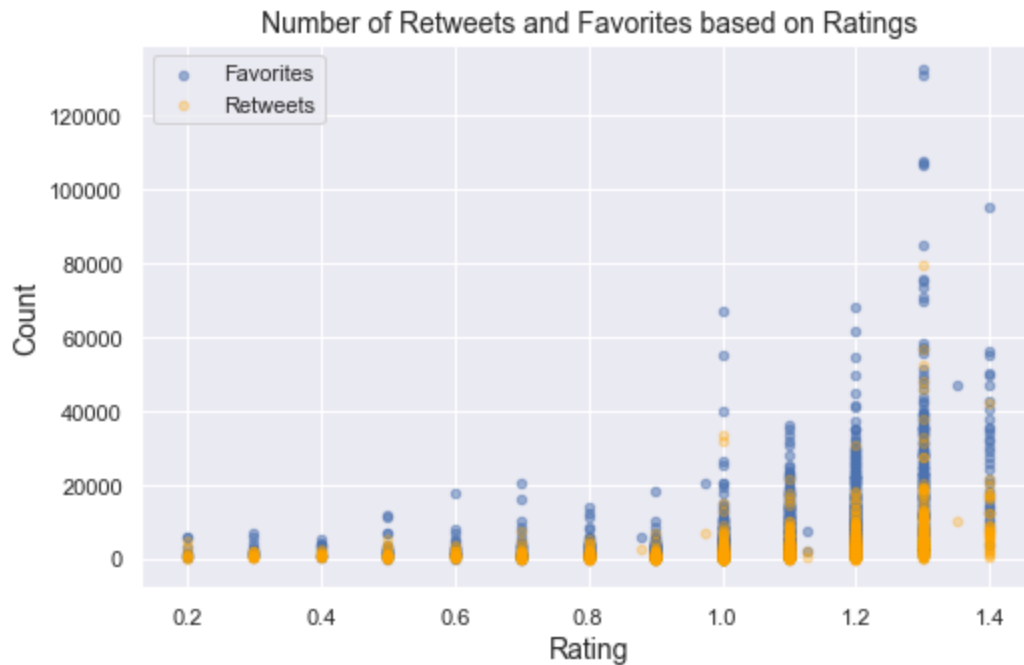 Number of Retweets and Favorites based on Ratings
Favorites
Retweets
120000
100000
80000
60000
40000
20000
0
Count
0.2 0.4 0.6 0.8 1.0 1.2 1.4
Rating